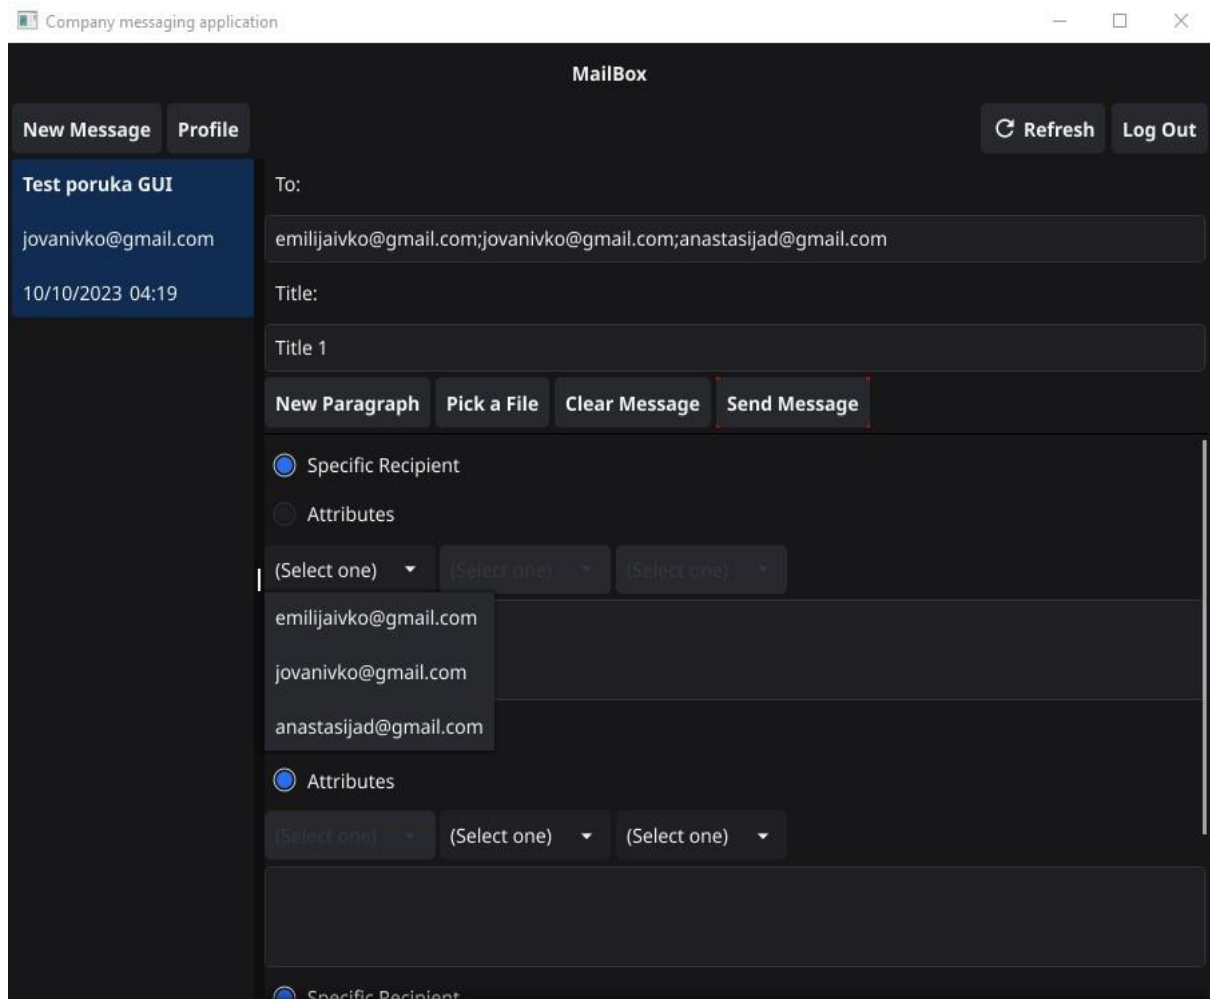 Company messaging application
MailBox
New Message Profile Refresh Log Out
Test poruka GUI
jovanivko@gmail.com
10/10/2023 04:19
To:
emilijaivko@gmail.com;jovanivko@gmail.com;anastasijad@gmail.com
Title:
Title 1
New Paragraph Pick a File Clear Message Send Message
Specific Recipient
Attributes
(Select one) (Select one) (Select one)
emilijaivko@gmail.com
jovanivko@gmail.com
anastasijad@gmail.com
Attributes
(Select one) (Select one) (Select one)
Specific Recipient